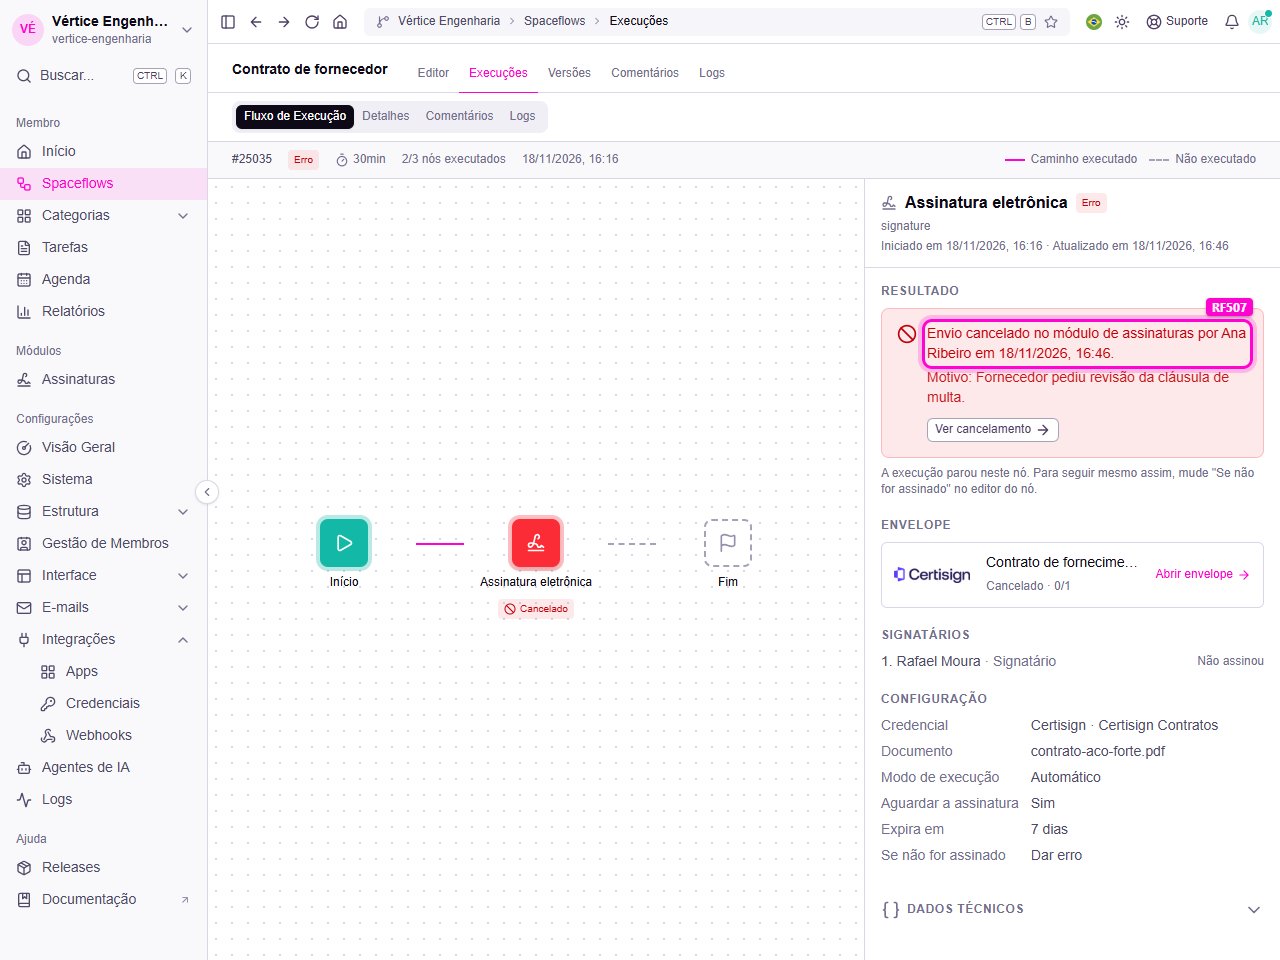 VÉ
Vértice Engenh...
vertice-engenharia
Buscar...
CTRL
K
Membro
Início
Spaceflows
Categorias
Tarefas
Agenda
Relatórios
Módulos
Assinaturas
Configurações
Visão Geral
Sistema
Estrutura
Gestão de Membros
Interface
E-mails
Integrações
Apps
Credenciais
Webhooks
Agentes de IA
Logs
Ajuda
Releases
Documentação
Vértice Engenharia
Spaceflows
Execuções
CTRL
B
Suporte
AR
Contrato de fornecedor
Editor
Execuções
Versões
Comentários
Logs
Fluxo de Execução
Detalhes
Comentários
Logs
#25035
Erro
30min
2/3 nós executados
18/11/2026, 16:16
Caminho executado
Não executado
Início
Assinatura eletrônica
Cancelado
Fim
Assinatura eletrônica
Erro
signature
Iniciado em 18/11/2026, 16:16 · Atualizado em 18/11/2026, 16:46
RESULTADO
RF507
Envio cancelado no módulo de assinaturas por Ana
Ribeiro em 18/11/2026, 16:46.
Motivo: Fornecedor pediu revisão da cláusula de
multa.
Ver cancelamento
A execução parou neste nó. Para seguir mesmo assim, mude "Se não
for assinado" no editor do nó.
ENVELOPE
Certisign
Contrato de fornecime...
Cancelado · 0/1
Abrir envelope
SIGNATÁRIOS
1. Rafael Moura · Signatário
Não assinou
CONFIGURAÇÃO
Credencial
Certisign · Certisign Contratos
Documento
contrato-aco-forte.pdf
Modo de execução
Automático
Aguardar a assinatura
Sim
Expira em
7 dias
Se não for assinado
Dar erro
{ } DADOS TÉCNICOS